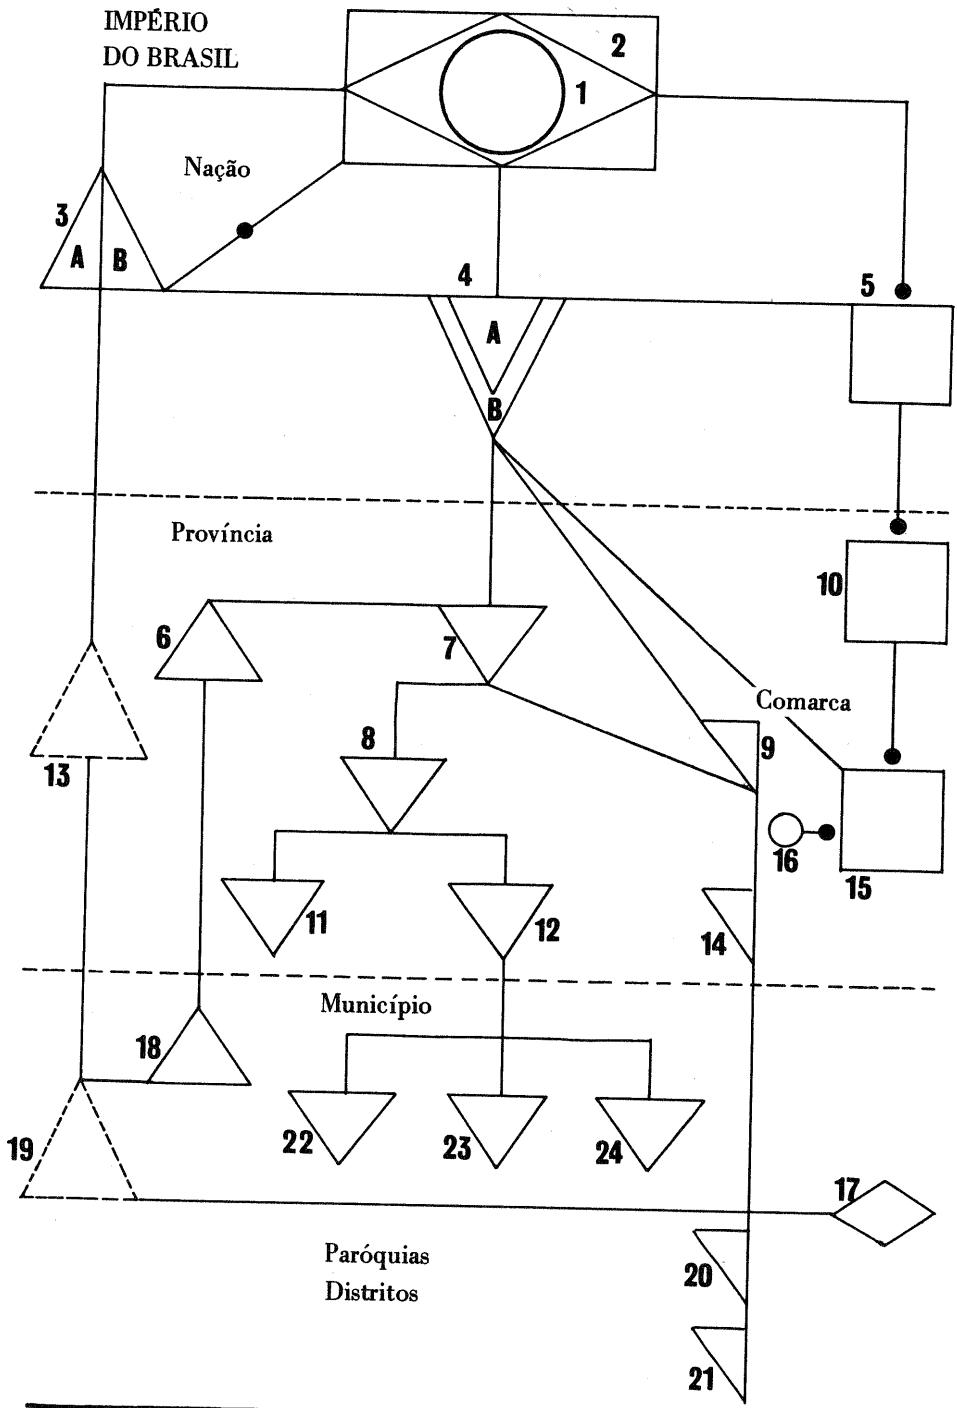 IMPÉRIO
DO BRASIL
2
1
Nação
3
A B
4
5
A
B
Província
10
6
7
Comarca
8
9
13
16
15
11
12
14
Município
18
22
23
24
19
17
Paróquias
Distritos
20
21